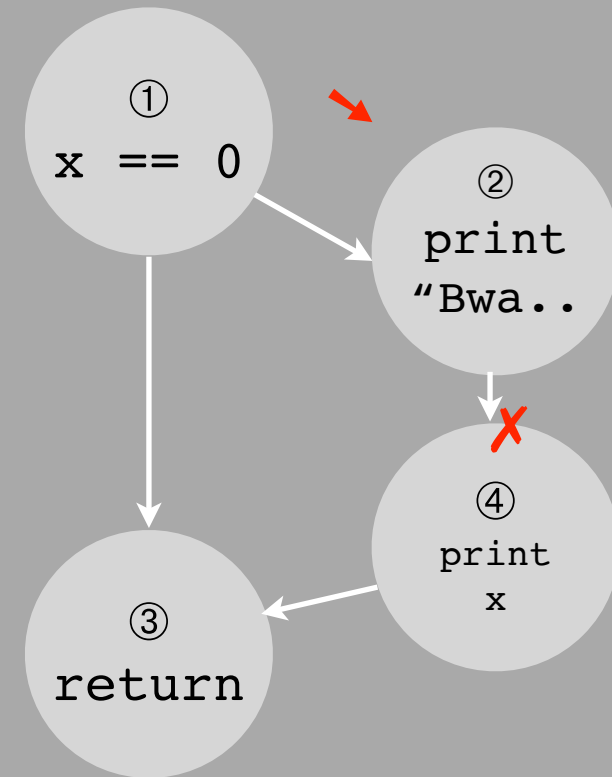 ①
x == 0
②
print
“Bwa..
✗
④
print
x
③
return